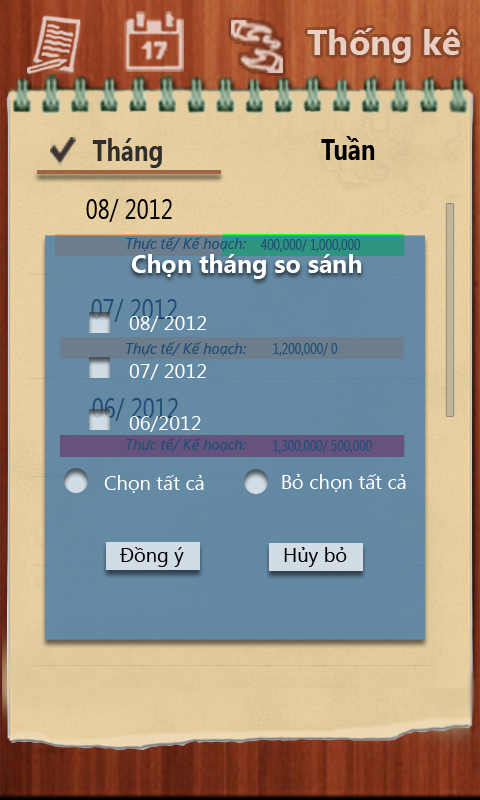 17
Thống kê
Tháng
Tuần
08/ 2012
Thực tế/ Kế hoạch: 400,000/ 1,000,000
Chọn tháng so sánh
07/ 2012
08/ 2012
Thực tế/ Kế hoạch: 1,200,000/ 0
07/ 2012
06/ 2012
06/2012
Thực tế/ Kế hoạch: 1,300,000/ 500,000
Chọn tất cả
Bỏ chọn tất cả
Đồng ý
Hủy bỏ